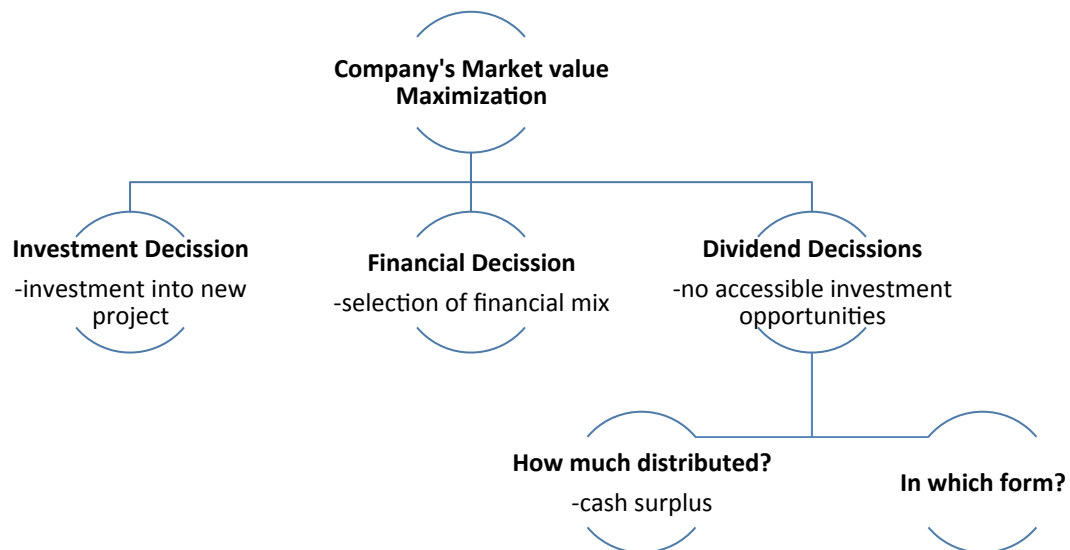 Company's Market value
Maximization
Investment Decission
-investment into new
project
Financial Decission
-selection of financial mix
Dividend Decissions
-no accessible investment
opportunities
How much distributed?
-cash surplus
In which form?